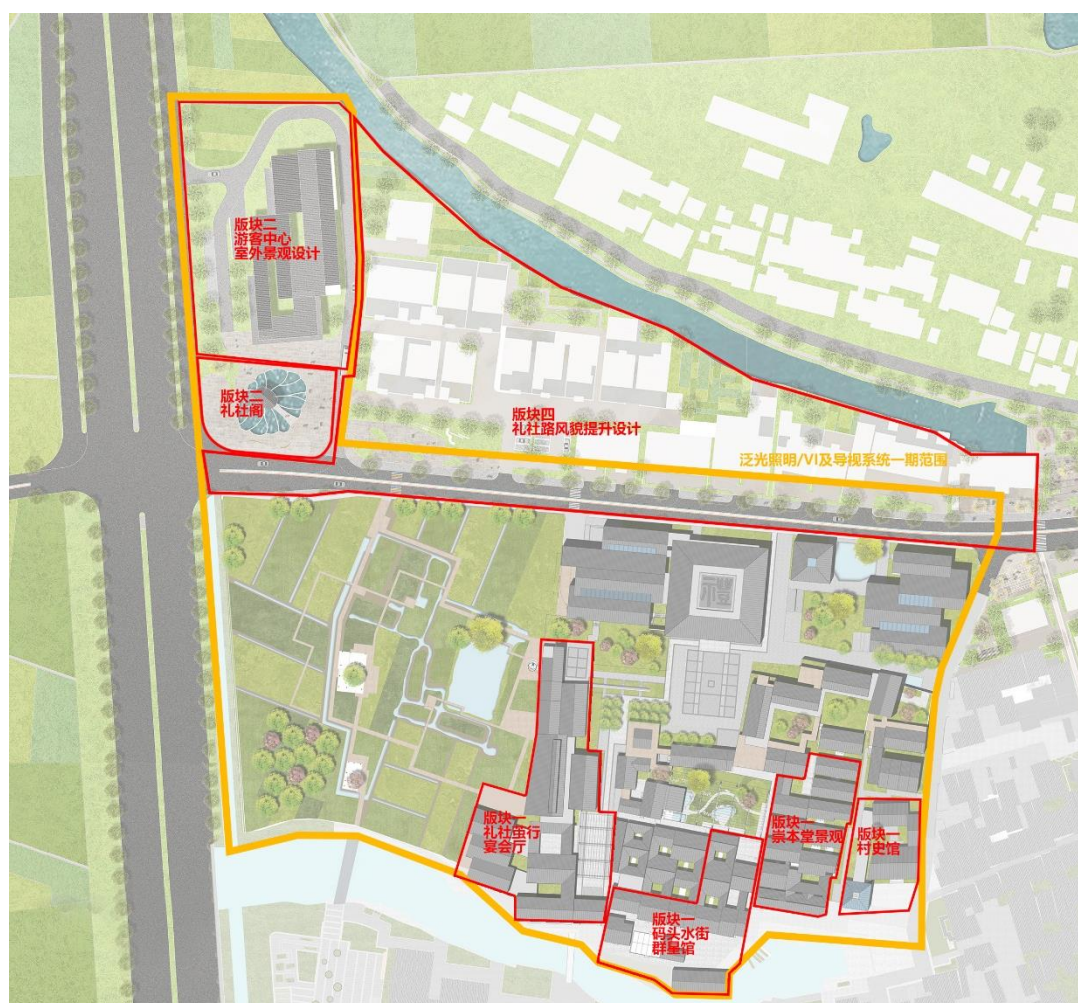 版块二
游客中心
室外景观设计
版块二
礼社阁
版块四
礼社路风貌提升设计
泛光照明/VI及导视系统一期范围
禮
版块一
礼社茧行
宴会厅
版块一
崇本堂景观
版块一
村史馆
版块一
码头水街
群星馆